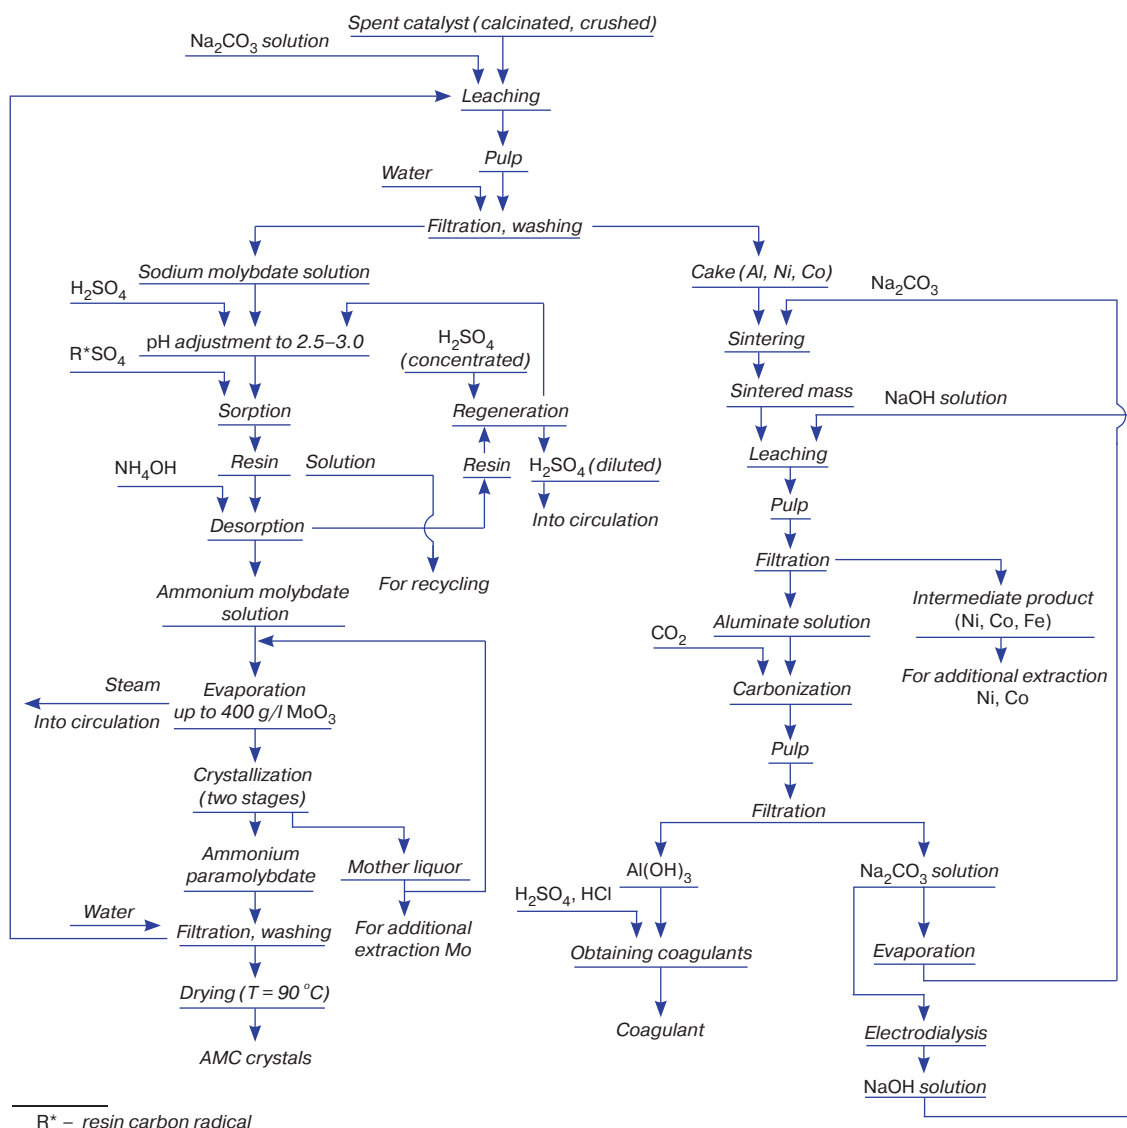 Spent catalyst (calcinated, crushed)
Na₂CO₃ solution
Leaching
Pulp
Water
Filtration, washing
Sodium molybdate solution
Cake (Al, Ni, Co)
H₂SO₄
Na₂CO₃
pH adjustment to 2.5–3.0
H₂SO₄
(concentrated)
Sintering
R*SO₄
Sintered mass
NaOH solution
Sorption
Regeneration
Leaching
Resin
Solution
Resin
H₂SO₄ (diluted)
NH₄OH
Pulp
Desorption
Into circulation
Filtration
For recycling
Ammonium molybdate
solution
Intermediate product
(Ni, Co, Fe)
Aluminate solution
CO₂
For additional extraction
Ni, Co
Steam
Into circulation
Evaporation
up to 400 g/l MoO₃
Carbonization
Pulp
Crystallization
(two stages)
Filtration
Ammonium
paramolybdate
Mother liquor
Al(OH)₃
Na₂CO₃ solution
H₂SO₄, HCl
Water
Filtration, washing
For additional
extraction Mo
Obtaining coagulants
Evaporation
Drying (T = 90 °C)
Coagulant
Electrodialysis
AMC crystals
NaOH solution
R* – resin carbon radical